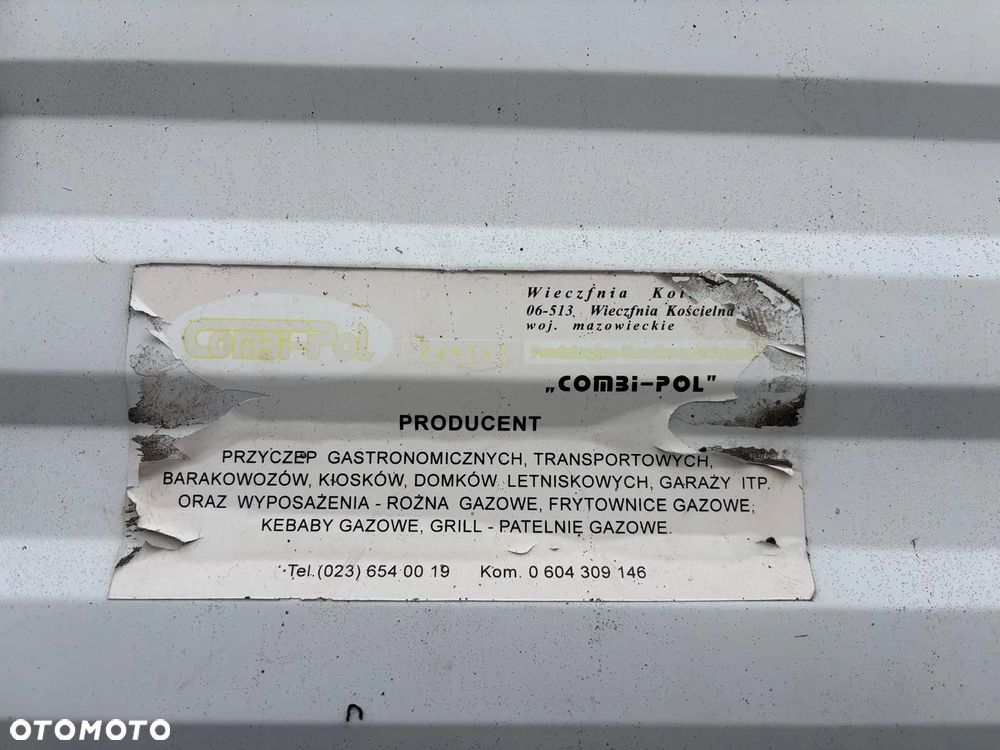 Wieczfnia
06-513 Wieczfnia Kościelna
woj. mazowieckie
COMBi-POL
Zakład
„COMBi-POL"
PRODUCENT
PRZYCZEP GASTRONOMICZNYCH, TRANSPORTOWYCH,
BARAKOWOZÓW, KIOSKÓW, DOMKÓW LETNISKOWYCH, GARAŻY ITP.
ORAZ WYPOSAŻENIA - ROŻNA GAZOWE, FRYTOWNICE GAZOWE,
KEBABY GAZOWE, GRILL - PATELNIĘ GAZOWE.
Tel.(023) 654 00 19 Kom. 0 604 309 146
OTOMOTO